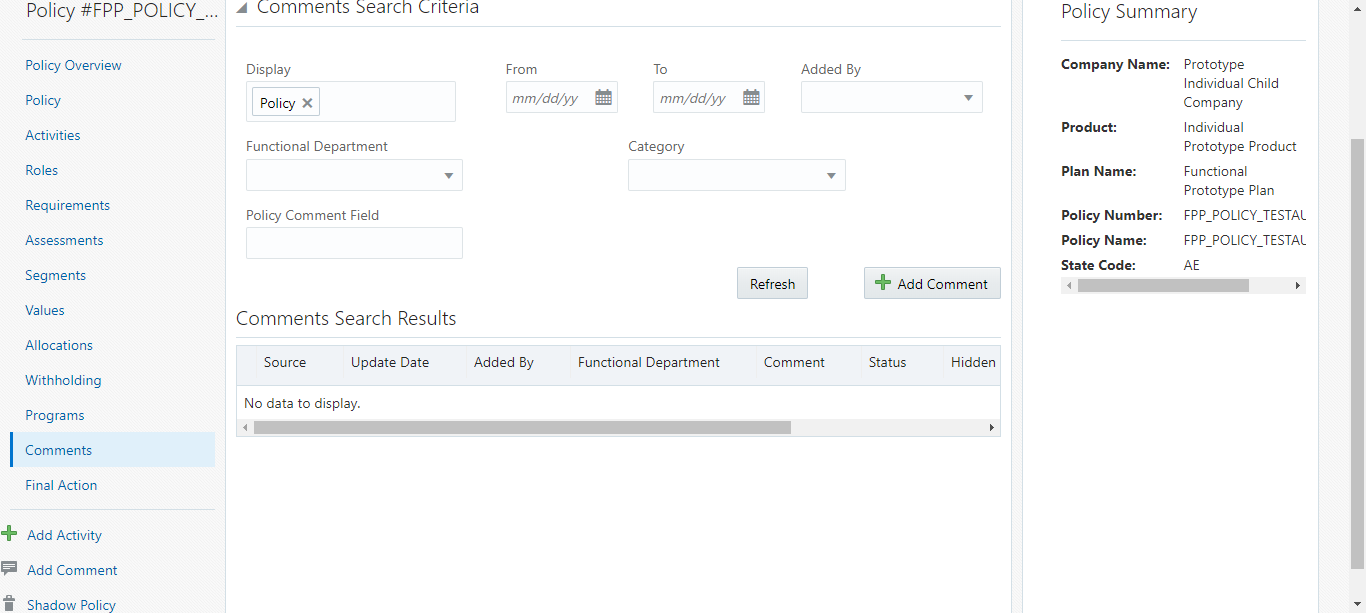 Policy #FPP_POLICY_...
Policy Overview
Policy
Activities
Roles
Requirements
Assessments
Segments
Values
Allocations
Withholding
Programs
Comments
Final Action
Add Activity
Add Comment
Shadow Policy
Comments Search Criteria
Display From To Added By
Policy mm/dd/yy mm/dd/yy
Functional Department Category
Policy Comment Field
Refresh Add Comment
Comments Search Results
Source Update Date Added By Functional Department Comment Status Hidden
No data to display.
Policy Summary
Company Name: Prototype
Individual Child
Company
Product: Individual
Prototype Product
Plan Name: Functional
Prototype Plan
Policy Number: FPP_POLICY_TESTAU
Policy Name: FPP_POLICY_TESTAU
State Code: AE